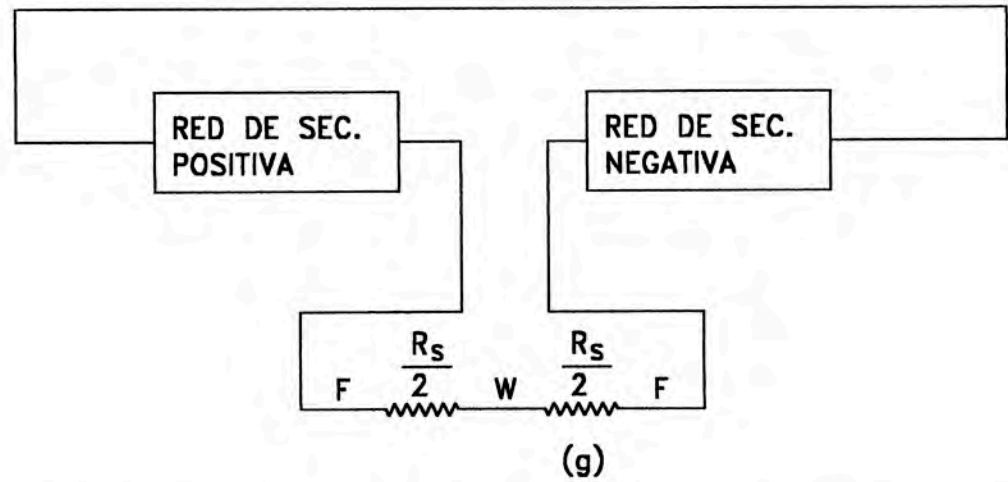 RED DE SEC.
POSITIVA
RED DE SEC.
NEGATIVA
F
R_S
2
W
R_S
2
F
(g)